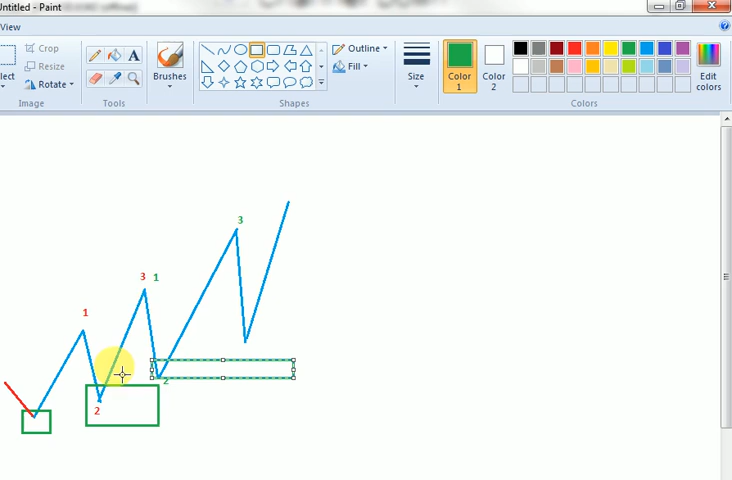 Untitled - Paint
View
Crop
Resize
Rotate
Image
Tools
Brushes
Outline
Fill
Shapes
Size
Color 1
Color 2
Edit colors
Colors
3
3 1
1
2
2